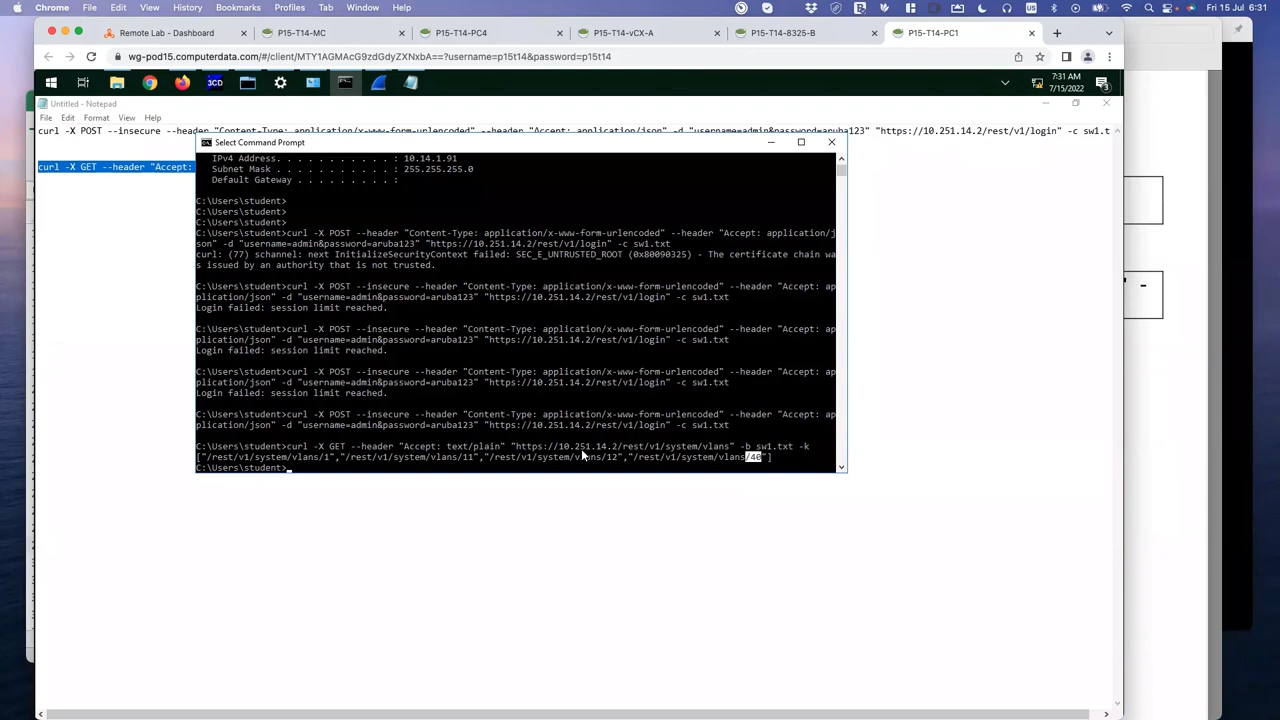 Chrome File Edit View History Bookmarks Profiles Tab Window Help Fri 15 Jul 6:31
Remote Lab - Dashboard P15-T14-MC P15-T14-PC4 P15-T14-vCX-A P15-T14-8325-B P15-T14-PC1
wg-pod15.computerdata.com/#/client/MTY1AGMAcG9zdGdyZXNxbA==?username=p15t14&password=p15t14
3CD
7:31 AM
7/15/2022
3
Untitled - Notepad
File Edit Format View Help
curl -X POST --insecure --header "Content-Type: application/x-www-form-urlencoded" --header "Accept: application/json" -d "username=admin&password=aruba123" "https://10.251.14.2/rest/v1/login" -c sw1.t
Select Command Prompt
IPv4 Address. . . . . . . . . . . : 10.14.1.91
curl -X GET --header "Accept:
Subnet Mask . . . . . . . . . . . : 255.255.255.0
Default Gateway . . . . . . . . . :
C:\Users\student>
C:\Users\student>
C:\Users\student>
C:\Users\student>curl -X POST --header "Content-Type: application/x-www-form-urlencoded" --header "Accept: application/j
son" -d "username=admin&password=aruba123" "https://10.251.14.2/rest/v1/login" -c sw1.txt
curl: (77) schannel: next InitializeSecurityContext failed: SEC_E_UNTRUSTED_ROOT (0x80090325) - The certificate chain wa
s issued by an authority that is not trusted.
C:\Users\student>curl -X POST --insecure --header "Content-Type: application/x-www-form-urlencoded" --header "Accept: ap
plication/json" -d "username=admin&password=aruba123" "https://10.251.14.2/rest/v1/login" -c sw1.txt
Login failed: session limit reached.
C:\Users\student>curl -X POST --insecure --header "Content-Type: application/x-www-form-urlencoded" --header "Accept: ap
plication/json" -d "username=admin&password=aruba123" "https://10.251.14.2/rest/v1/login" -c sw1.txt
Login failed: session limit reached.
C:\Users\student>curl -X POST --insecure --header "Content-Type: application/x-www-form-urlencoded" --header "Accept: ap
plication/json" -d "username=admin&password=aruba123" "https://10.251.14.2/rest/v1/login" -c sw1.txt
Login failed: session limit reached.
C:\Users\student>curl -X POST --insecure --header "Content-Type: application/x-www-form-urlencoded" --header "Accept: ap
plication/json" -d "username=admin&password=aruba123" "https://10.251.14.2/rest/v1/login" -c sw1.txt
C:\Users\student>curl -X GET --header "Accept: text/plain" "https://10.251.14.2/rest/v1/system/vlans" -b sw1.txt -k
["/rest/v1/system/vlans/1","/rest/v1/system/vlans/11","/rest/v1/system/vlans/12","/rest/v1/system/vlans/40"]
C:\Users\student>